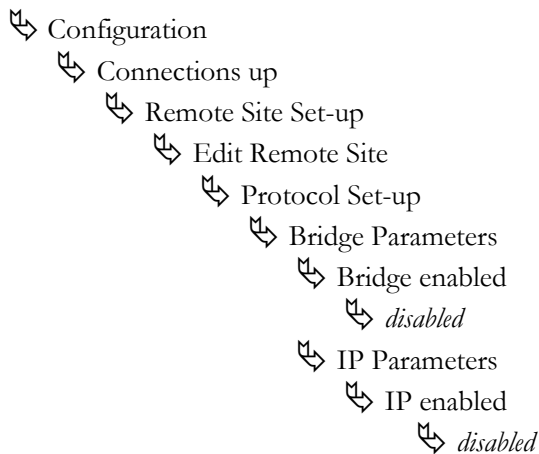 Configuration
Connections up
Remote Site Set-up
Edit Remote Site
Protocol Set-up
Bridge Parameters
Bridge enabled
disabled
IP Parameters
IP enabled
disabled